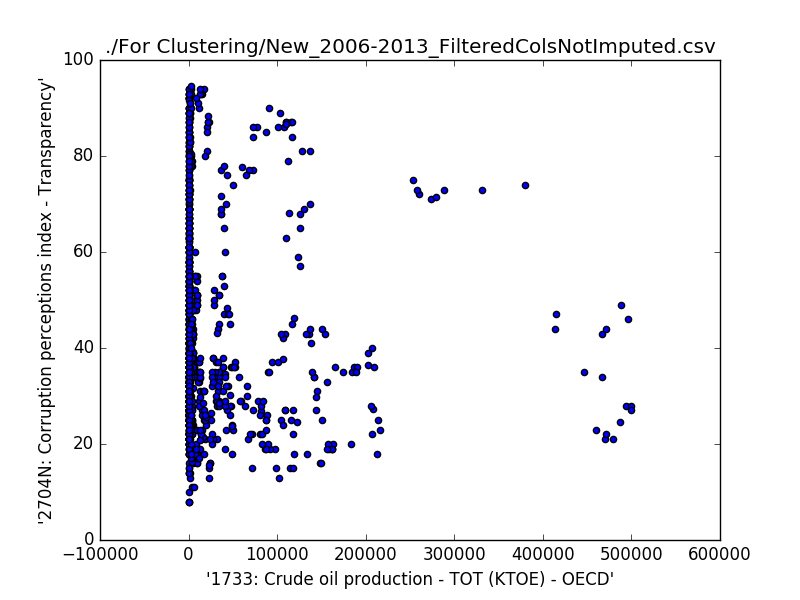 ./For Clustering/New_2006-2013_FilteredColsNotImputed.csv
100
80
60
40
20
0
'2704N: Corruption perceptions index - Transparency'
−100000 0 100000 200000 300000 400000 500000 600000
'1733: Crude oil production - TOT (KTOE) - OECD'